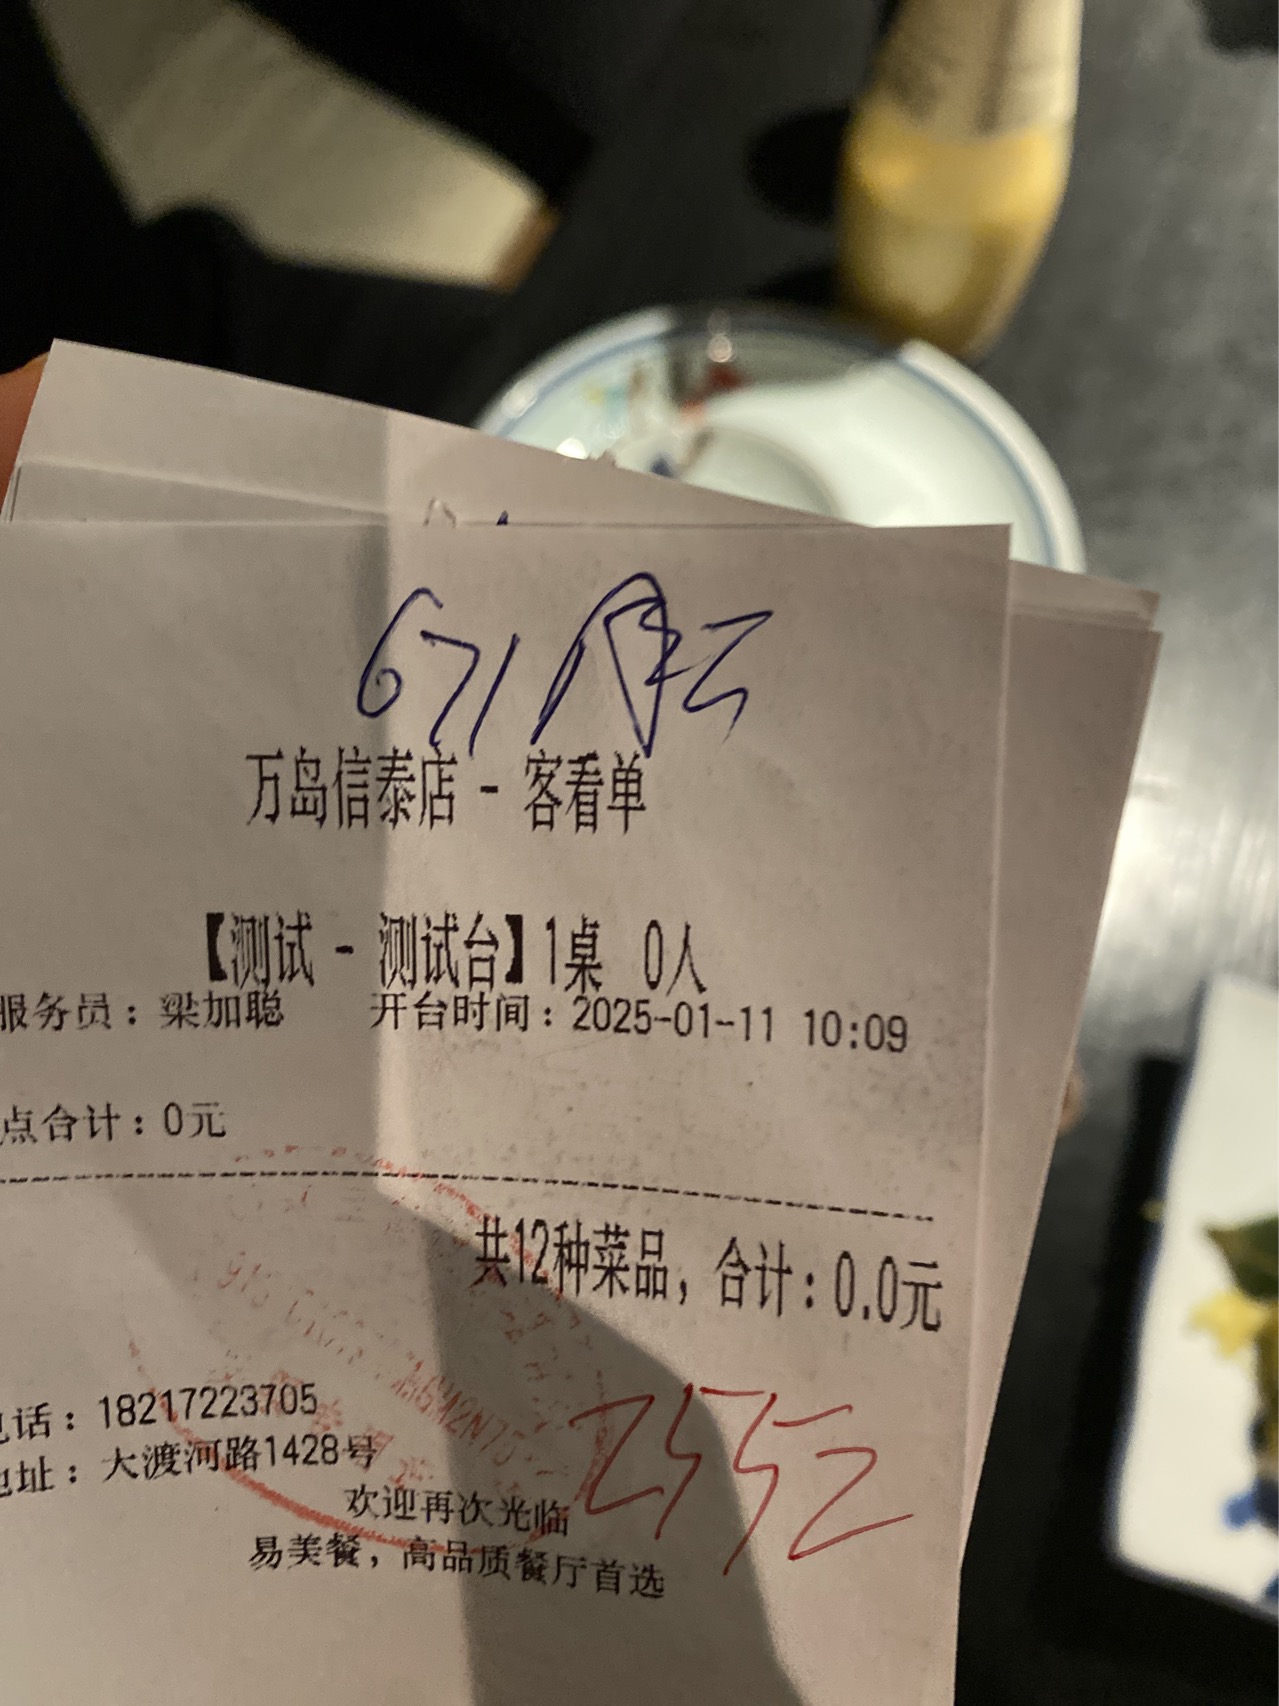 671
万岛信泰店 - 客看单
【测试 - 测试台】1桌 0人
服务员：梁加聪 开台时间：2025-01-11 10:09
点合计：0元
共12种菜品，合计：0.0元
电话：18217223705
地址：大渡河路1428号
欢迎再次光临
易美餐，高品质餐厅首选